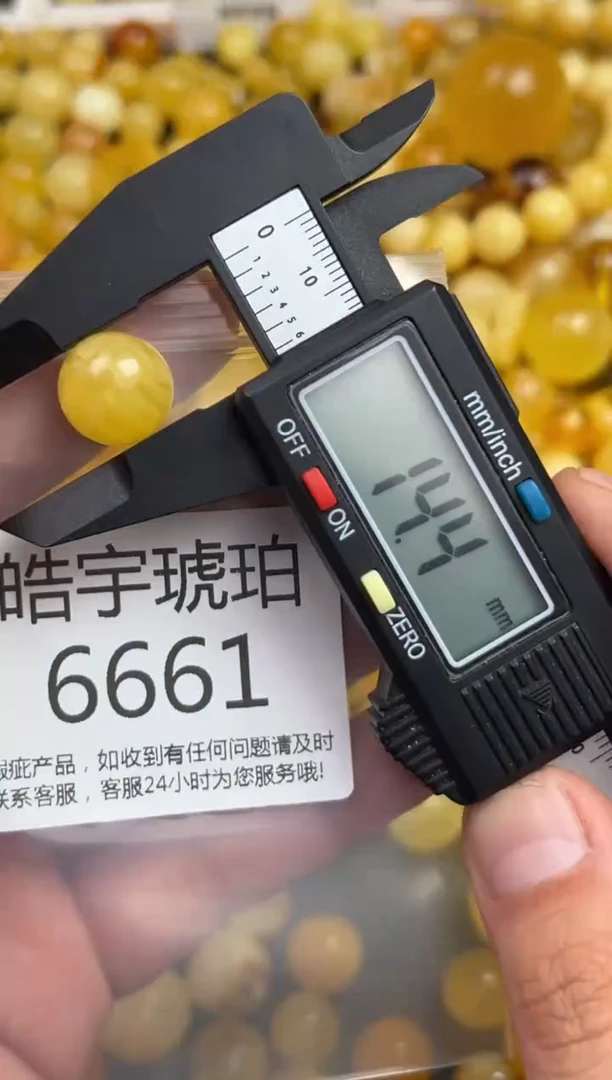 0 10
1 2 3 4 5 6
mm/inch
OFF
ON
14.4
mm
ZERO
皓宇琥珀
6661
瑕疵产品，如收到有任何问题请及时
联系客服，客服24小时为您服务哦!